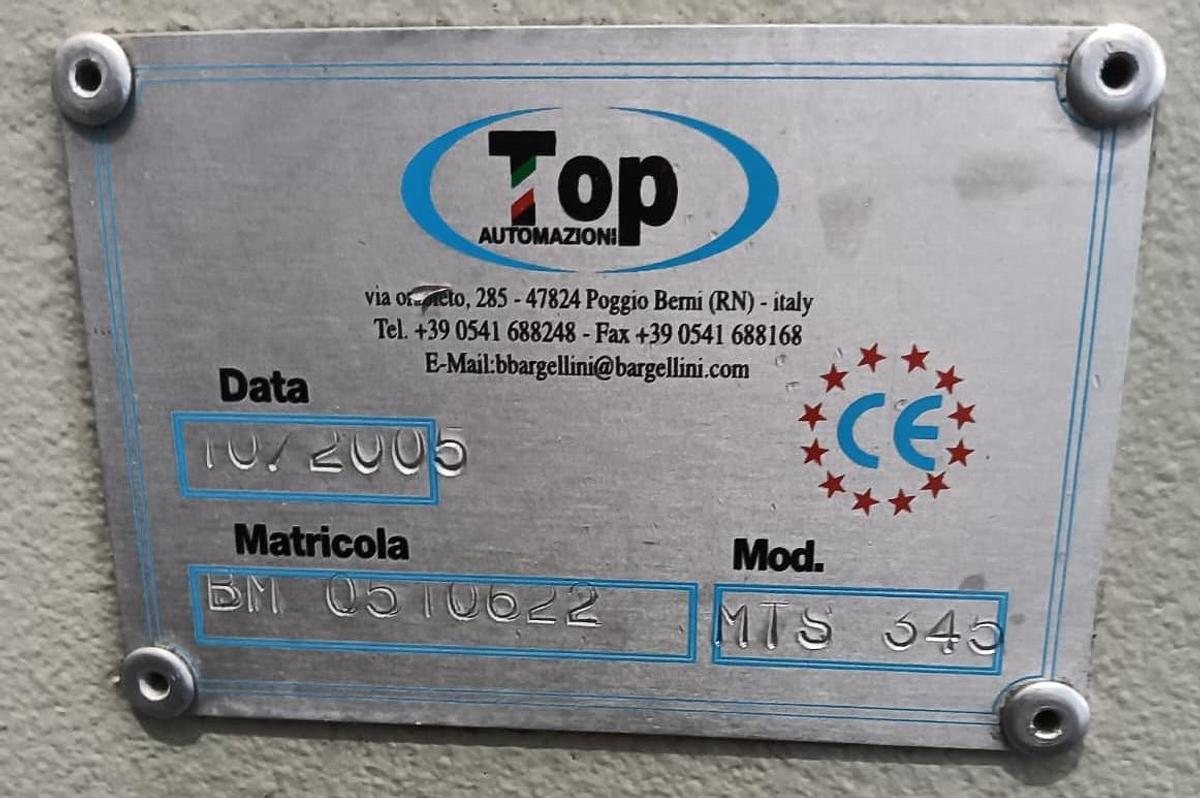 Top
AUTOMAZIONI
via, 285 - 47824 Poggio Berni (RN) - italy
Tel. +39 0541 688248 - Fax +39 0541 688168
E-Mail:bbargellini@bargellini.com
Data
10/2005
CE
Matricola
BM 0510622
Mod.
MTS 345